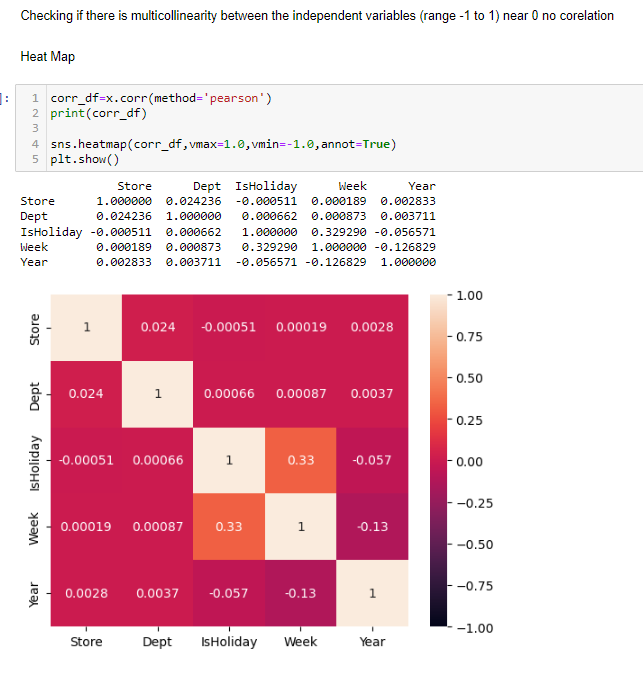 Checking if there is multicollinearity between the independent variables (range -1 to 1) near 0 no corelation
Heat Map
]:
1 corr_df=x.corr(method='pearson')
2 print(corr_df)
3
4 sns.heatmap(corr_df,vmax=1.0,vmin=-1.0,annot=True)
5 plt.show()
Store Dept IsHoliday Week Year
Store 1.000000 0.024236 -0.000511 0.000189 0.002833
Dept 0.024236 1.000000 0.000662 0.000873 0.003711
IsHoliday -0.000511 0.000662 1.000000 0.329290 -0.056571
Week 0.000189 0.000873 0.329290 1.000000 -0.126829
Year 0.002833 0.003711 -0.056571 -0.126829 1.000000
Store 1 0.024 -0.00051 0.00019 0.0028
Dept 0.024 1 0.00066 0.00087 0.0037
IsHoliday -0.00051 0.00066 1 0.33 -0.057
Week 0.00019 0.00087 0.33 1 -0.13
Year 0.0028 0.0037 -0.057 -0.13 1
Store Dept IsHoliday Week Year
1.00
0.75
0.50
0.25
0.00
−0.25
−0.50
−0.75
−1.00